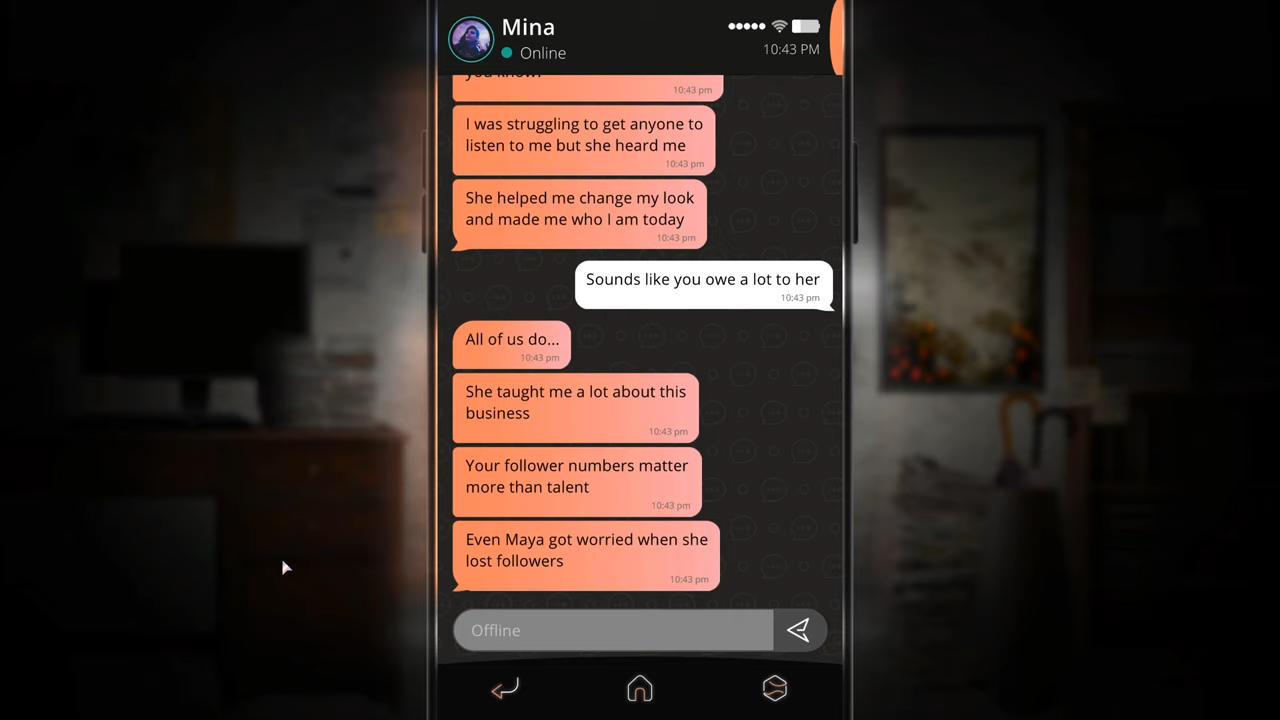 Mina
Online
10:43 PM
you know?
10:43 pm
I was struggling to get anyone to
listen to me but she heard me
10:43 pm
She helped me change my look
and made me who I am today
10:43 pm
Sounds like you owe a lot to her
10:43 pm
All of us do...
10:43 pm
She taught me a lot about this
business
10:43 pm
Your follower numbers matter
more than talent
10:43 pm
Even Maya got worried when she
lost followers
10:43 pm
Offline